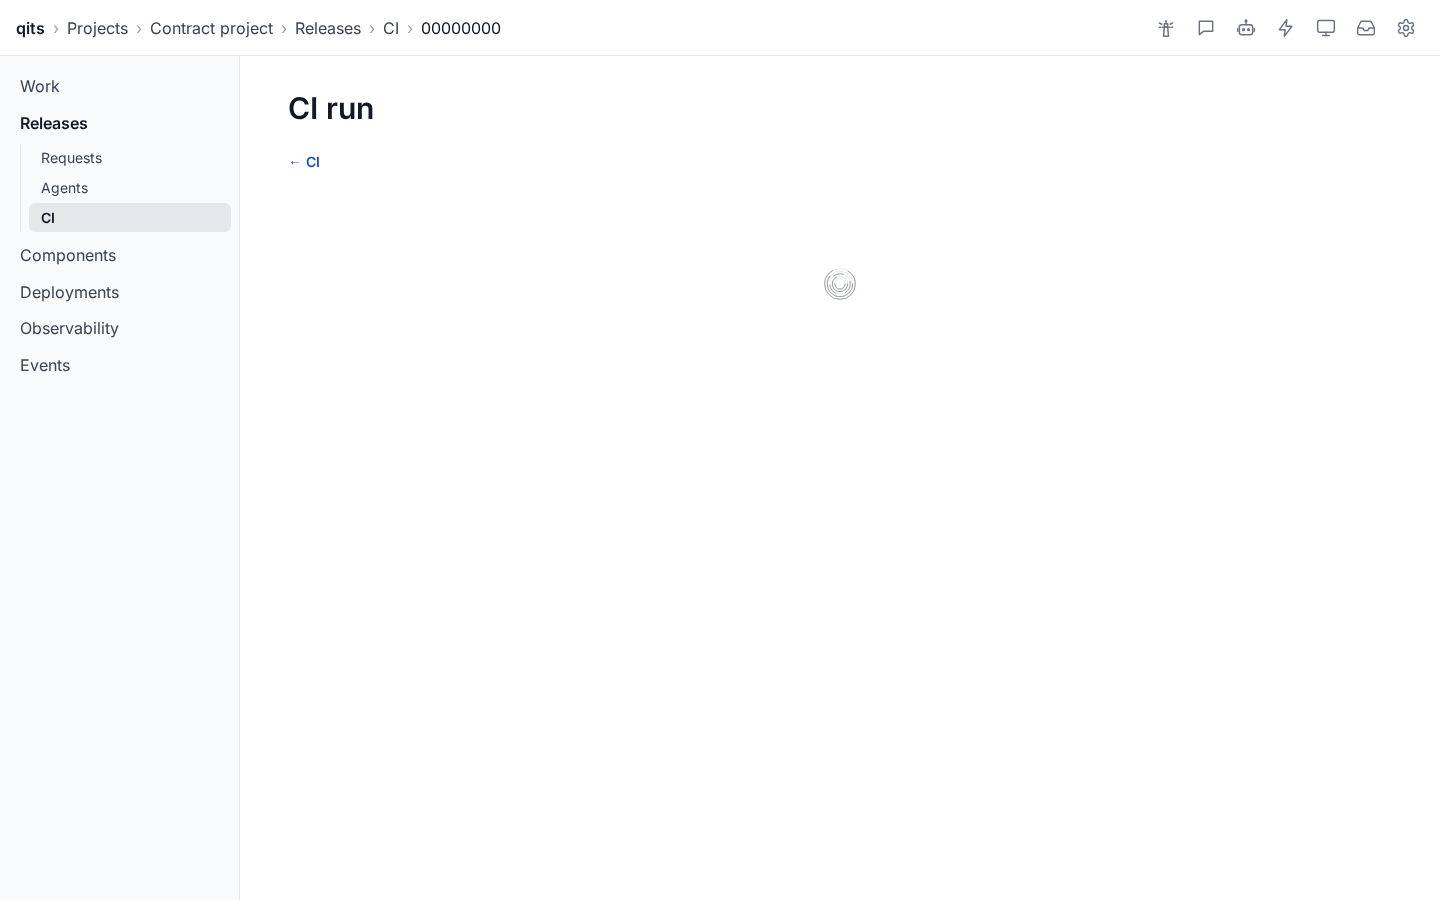 qits › Projects › Contract project › Releases › CI › 00000000
Work
Releases
Requests
Agents
CI
Components
Deployments
Observability
Events
CI run
← CI